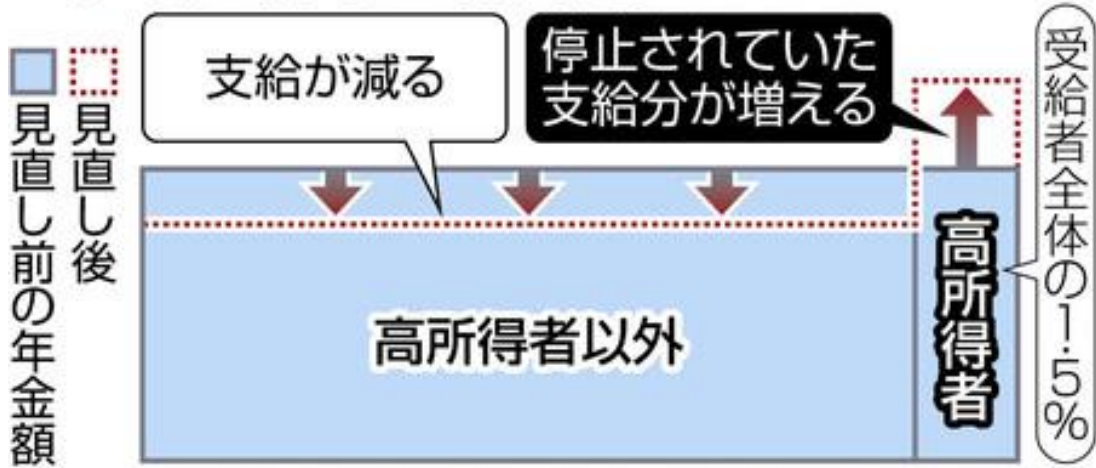 見直し前の年金額
見直し後
支給が減る
停止されていた
支給分が増える
高所得者以外
高所得者
受給者全体の1・5%